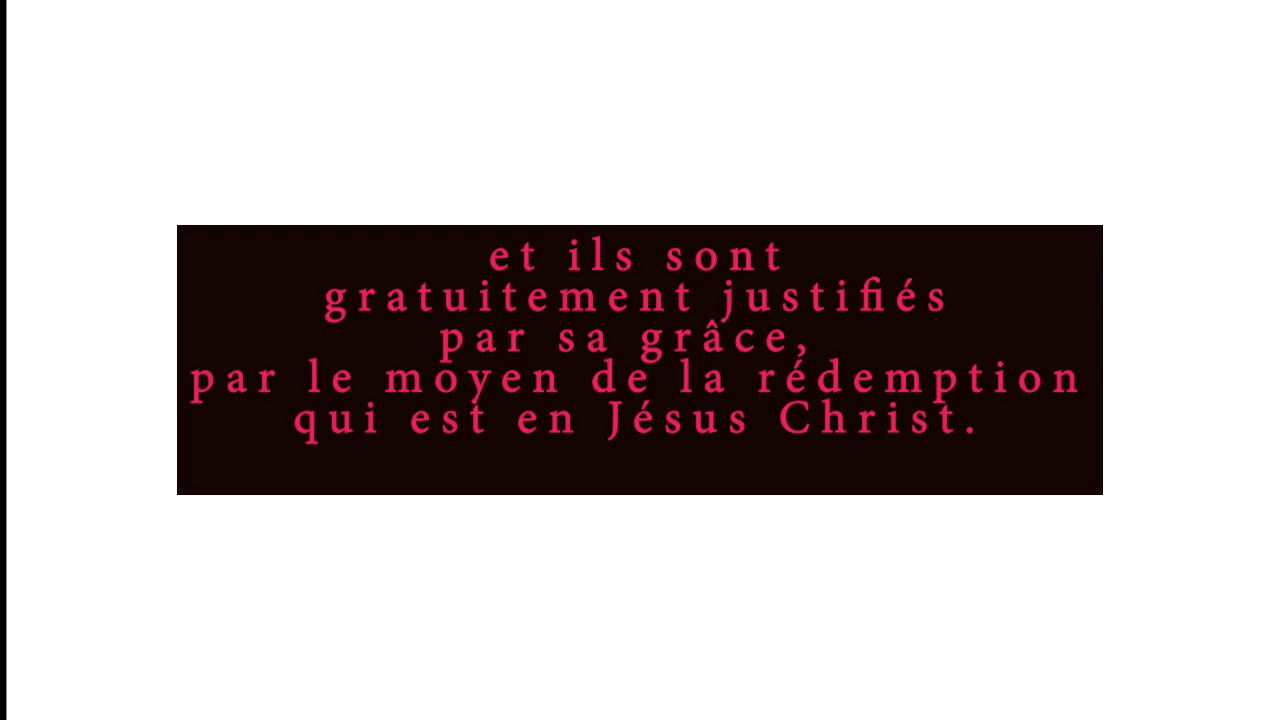 et ils sont
gratuitement justifiés
par sa grâce,
par le moyen de la rédemption
qui est en Jésus Christ.